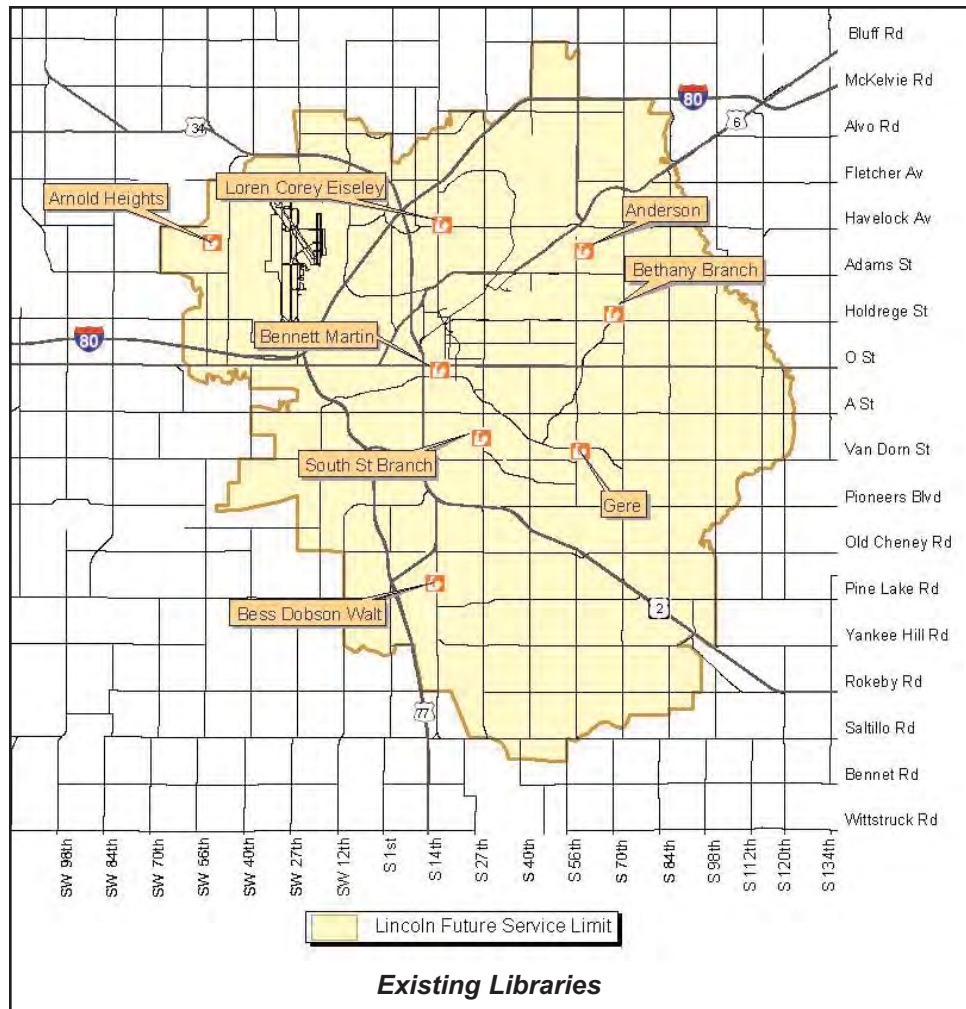 Bluff Rd
McKelvie Rd
80
6
34
Alvo Rd
Fletcher Av
Loren Corey Eiseley
Arnold Heights
Anderson
Havelock Av
Adams St
Bethany Branch
Holdrege St
80
Bennett Martin
O St
A St
Van Dorn St
South St Branch
Gere
Pioneers Blvd
Old Cheney Rd
Pine Lake Rd
Bess Dobson Walt
2
Yankee Hill Rd
Rokeby Rd
77
Saltillo Rd
Bennet Rd
Wittstruck Rd
SW 98th
SW 84th
SW 70th
SW 56th
SW 40th
SW 27th
SW 12th
S 1st
S 14th
S 27th
S 40th
S 56th
S 70th
S 84th
S 98th
S 112th
S 120th
S 134th
Lincoln Future Service Limit
Existing Libraries